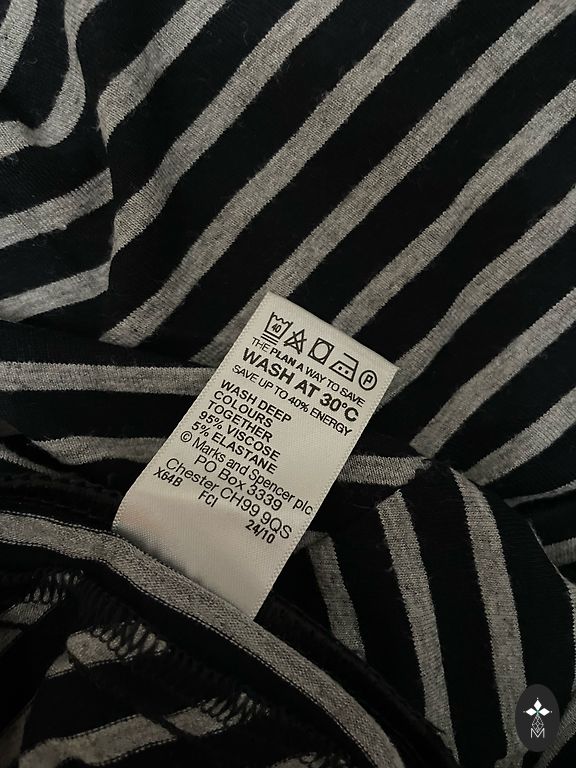 40 P
THE PLAN A WAY TO SAVE
WASH AT 30°C
SAVE UP TO 40% ENERGY
WASH DEEP
COLOURS
TOGETHER
95% VISCOSE
5% ELASTANE
© Marks and Spencer plc
PO Box 3339
Chester CH99 9QS
X64B FCI 24/10
M